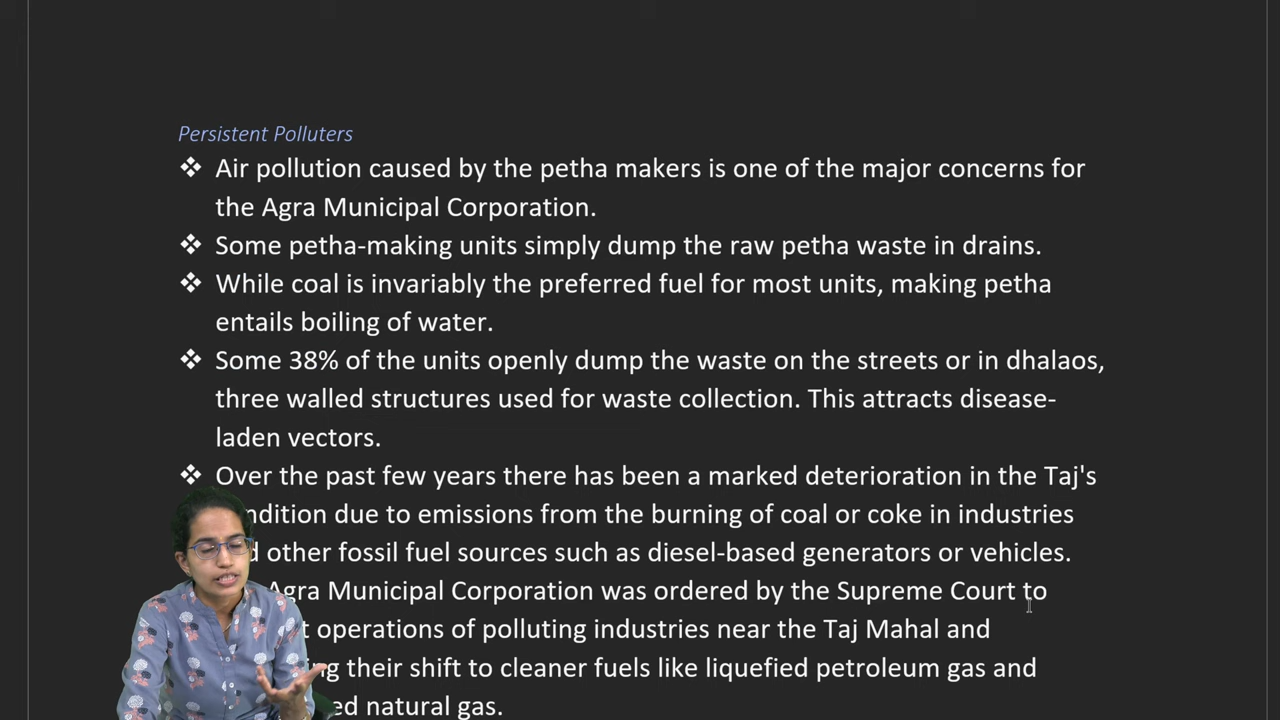 Persistent Polluters
❖ Air pollution caused by the petha makers is one of the major concerns for
the Agra Municipal Corporation.
❖ Some petha-making units simply dump the raw petha waste in drains.
❖ While coal is invariably the preferred fuel for most units, making petha
entails boiling of water.
❖ Some 38% of the units openly dump the waste on the streets or in dhalaos,
three walled structures used for waste collection. This attracts disease-
laden vectors.
❖ Over the past few years there has been a marked deterioration in the Taj's
ndition due to emissions from the burning of coal or coke in industries
other fossil fuel sources such as diesel-based generators or vehicles.
Agra Municipal Corporation was ordered by the Supreme Court to
operations of polluting industries near the Taj Mahal and
their shift to cleaner fuels like liquefied petroleum gas and
natural gas.